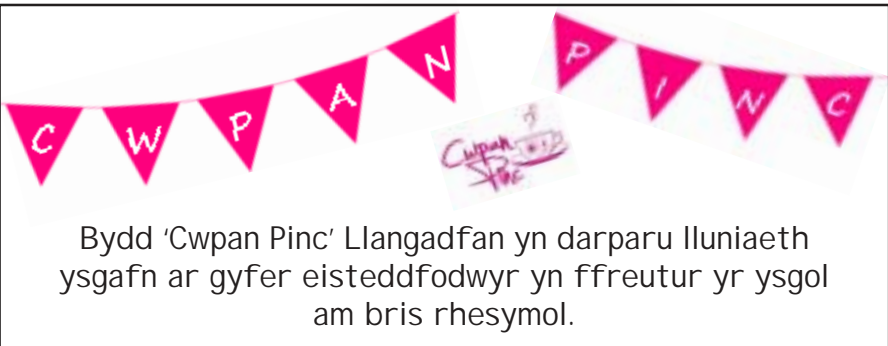 CWPAN PINC
Cwpan
Pinc
Bydd ‘Cwpan Pinc’ Llangadfan yn darparu lluniaeth
ysgafn ar gyfer eisteddfodwyr yn ffreutur yr ysgol
am bris rhesymol.